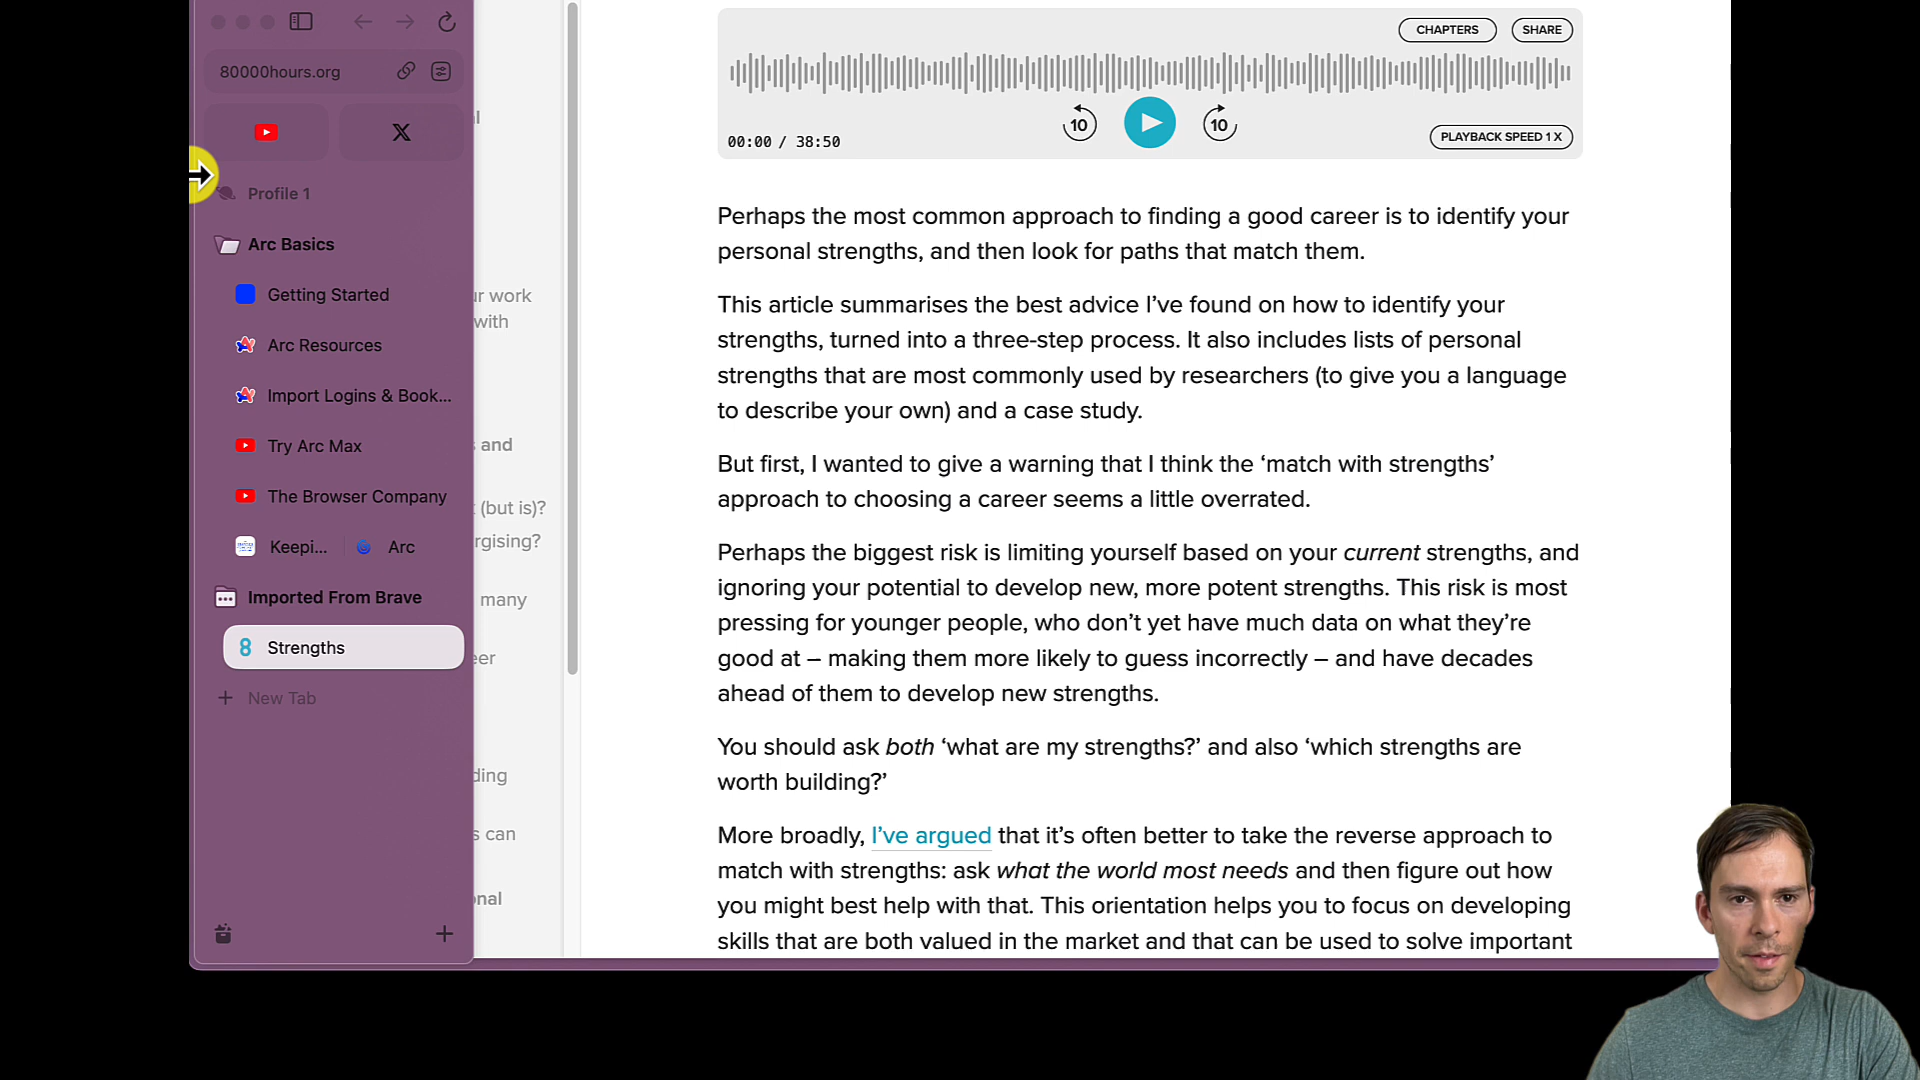 80000hours.org
Profile 1
Arc Basics
Getting Started
Arc Resources
Import Logins & Book...
Try Arc Max
The Browser Company
Keepi...
Arc
Imported From Brave
8 Strengths
+ New Tab
work
with
and
(but is)?
many
can
CHAPTERS
SHARE
10
10
00:00 / 38:50
PLAYBACK SPEED 1 X
Perhaps the most common approach to finding a good career is to identify your
personal strengths, and then look for paths that match them.
This article summarises the best advice I’ve found on how to identify your
strengths, turned into a three-step process. It also includes lists of personal
strengths that are most commonly used by researchers (to give you a language
to describe your own) and a case study.
But first, I wanted to give a warning that I think the ‘match with strengths’
approach to choosing a career seems a little overrated.
Perhaps the biggest risk is limiting yourself based on your current strengths, and
ignoring your potential to develop new, more potent strengths. This risk is most
pressing for younger people, who don’t yet have much data on what they’re
good at – making them more likely to guess incorrectly – and have decades
ahead of them to develop new strengths.
You should ask both ‘what are my strengths?’ and also ‘which strengths are
worth building?’
More broadly, I’ve argued that it’s often better to take the reverse approach to
match with strengths: ask what the world most needs and then figure out how
you might best help with that. This orientation helps you to focus on developing
skills that are both valued in the market and that can be used to solve important